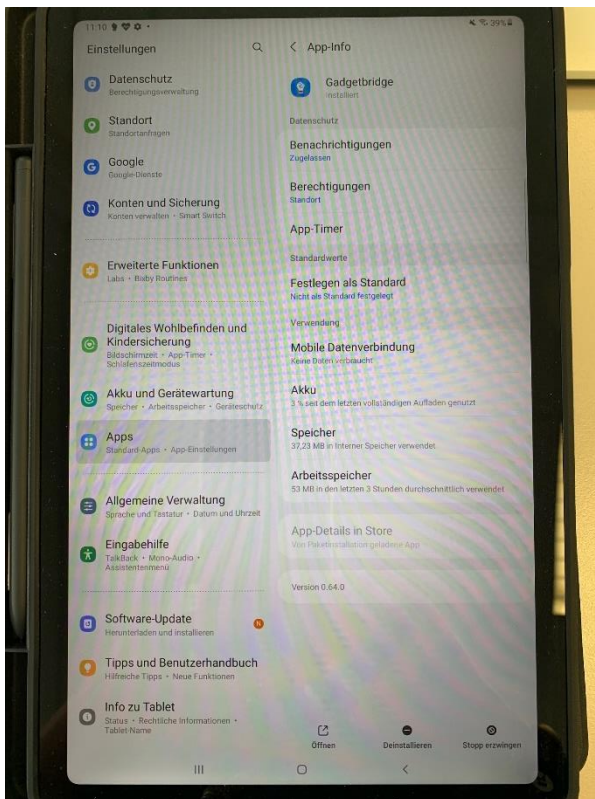 11:10
39%
Einstellungen
Datenschutz
Berechtigungsverwaltung
Standort
Standortanfragen
Google
Google-Dienste
Konten und Sicherung
Konten verwalten • Smart Switch
Erweiterte Funktionen
Labs • Bixby Routines
Digitales Wohlbefinden und
Kindersicherung
Bildschirmzeit • App-Timer •
Schlafenszeitmodus
Akku und Gerätewartung
Speicher • Arbeitsspeicher • Geräteschutz
Apps
Standard-Apps • App-Einstellungen
Allgemeine Verwaltung
Sprache und Tastatur • Datum und Uhrzeit
Eingabehilfe
TalkBack • Mono-Audio •
Assistentenmenü
Software-Update
N
Herunterladen und installieren
Tipps und Benutzerhandbuch
Hilfreiche Tipps • Neue Funktionen
Info zu Tablet
Status • Rechtliche Informationen •
Tablet-Name
App-Info
Gadgetbridge
Installiert
Datenschutz
Benachrichtigungen
Zugelassen
Berechtigungen
Standort
App-Timer
Standardwerte
Festlegen als Standard
Nicht als Standard festgelegt
Verwendung
Mobile Datenverbindung
Keine Daten verbraucht
Akku
3 % seit dem letzten vollständigen Aufladen genutzt
Speicher
37,23 MB in Interner Speicher verwendet
Arbeitsspeicher
53 MB in den letzten 3 Stunden durchschnittlich verwendet
App-Details in Store
Von Paketinstallation geladene App
Version 0.64.0
Öffnen
Deinstallieren
Stopp erzwingen